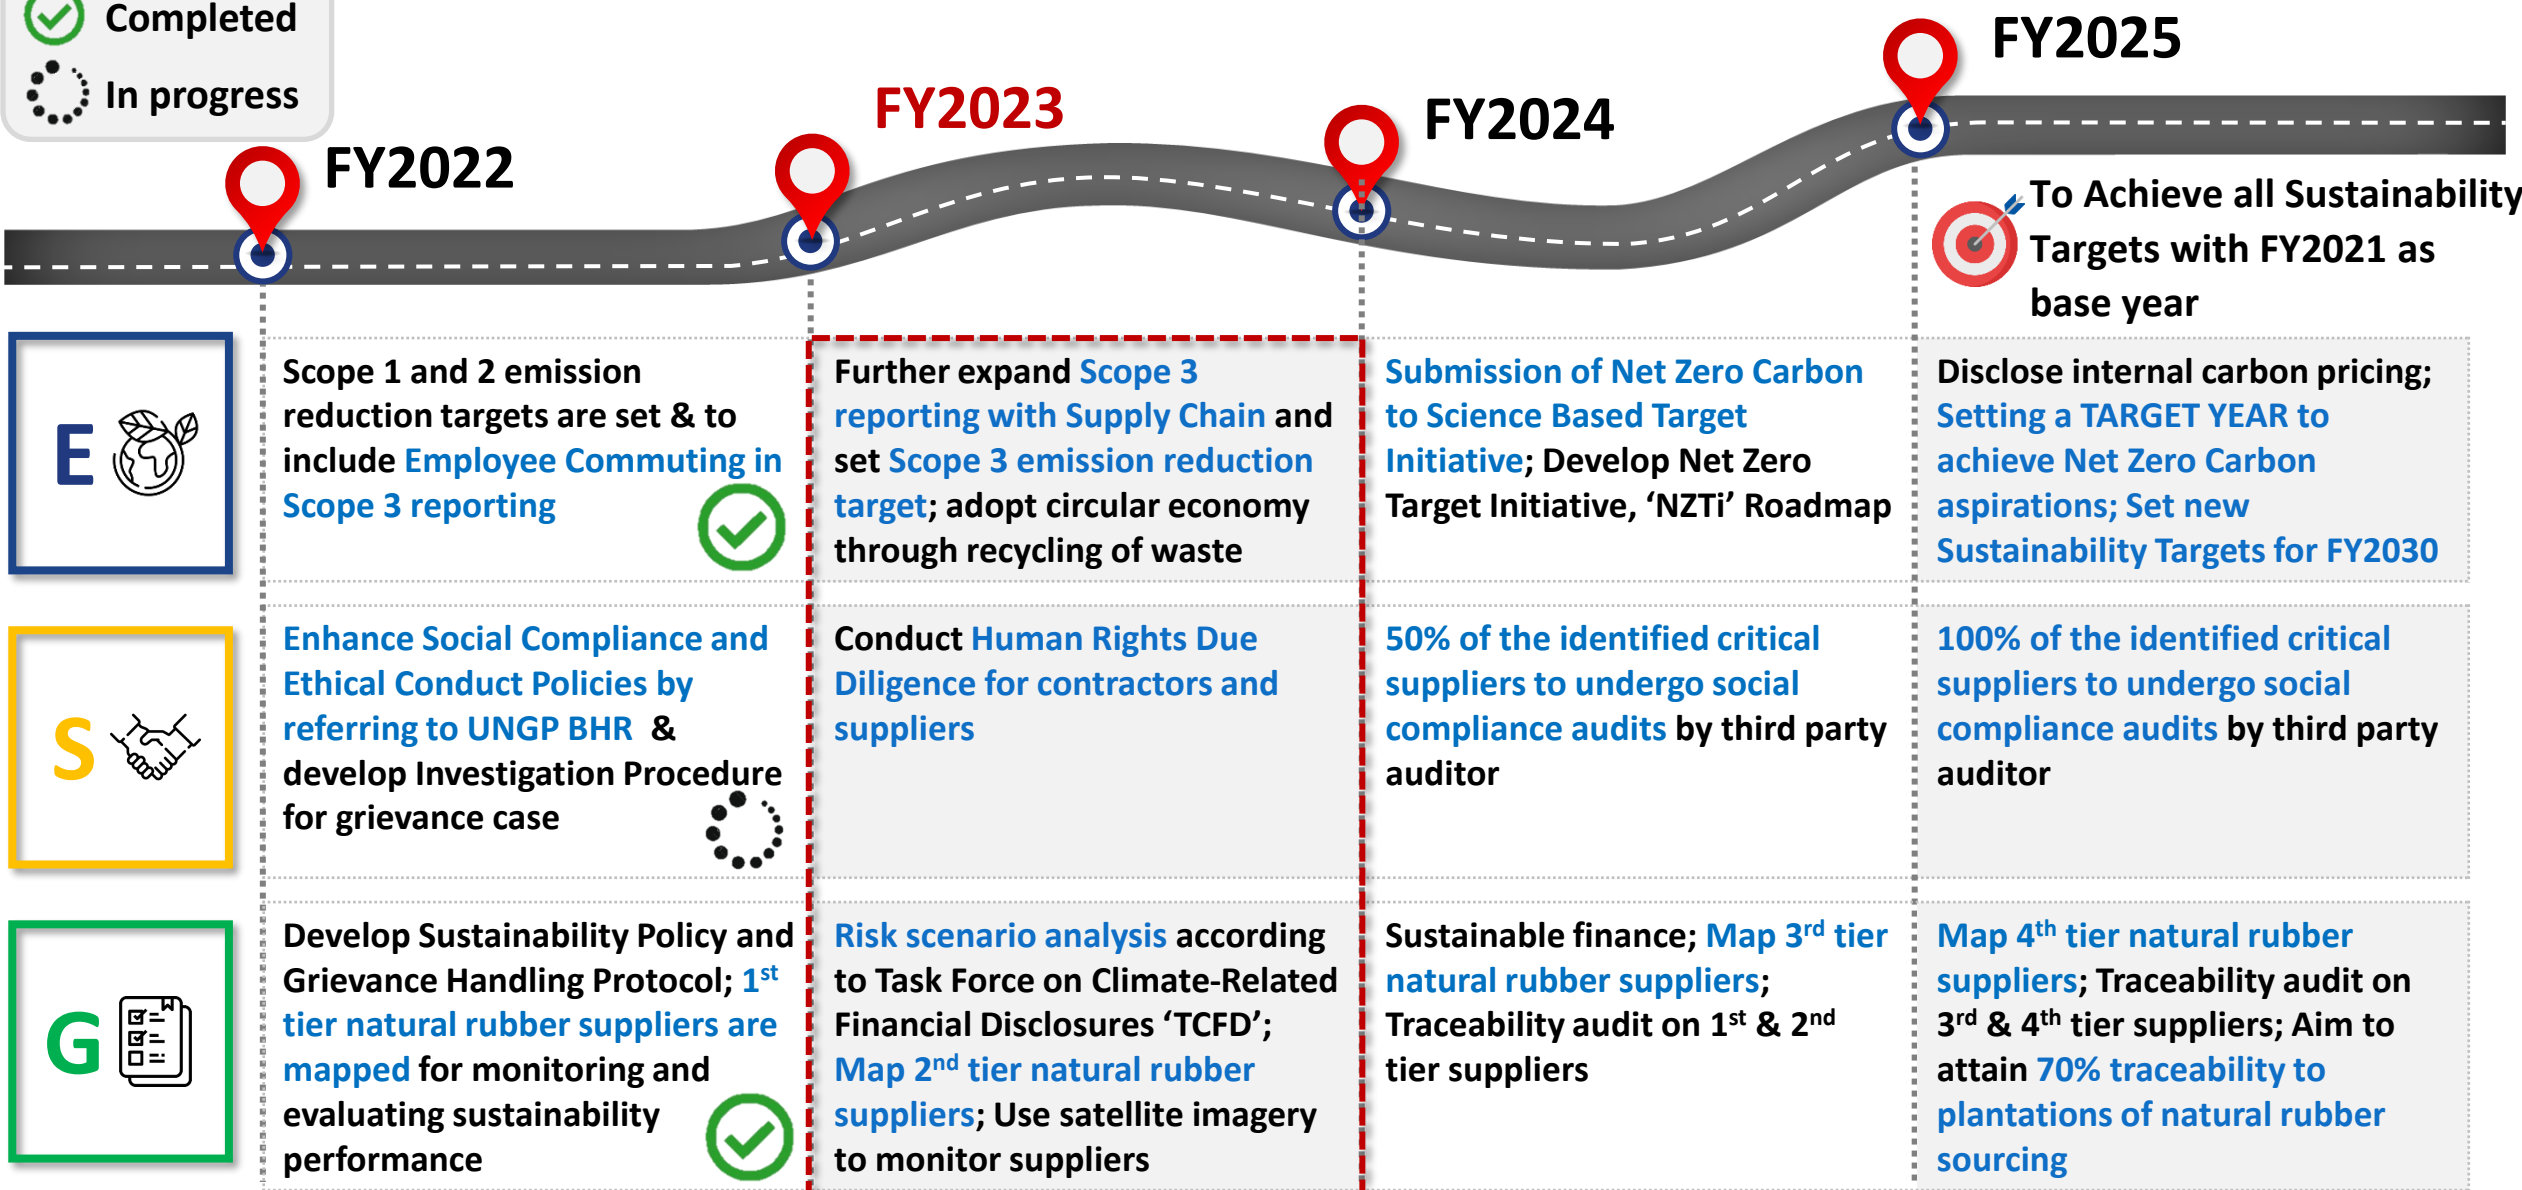 Completed
In progress
FY2022
FY2023
FY2024
FY2025
To Achieve all Sustainability
Targets with FY2021 as
base year
E
Scope 1 and 2 emission
reduction targets are set & to
include Employee Commuting in
Scope 3 reporting
Further expand Scope 3
reporting with Supply Chain and
set Scope 3 emission reduction
target; adopt circular economy
through recycling of waste
Submission of Net Zero Carbon
to Science Based Target
Initiative; Develop Net Zero
Target Initiative, ‘NZTi’ Roadmap
Disclose internal carbon pricing;
Setting a TARGET YEAR to
achieve Net Zero Carbon
aspirations; Set new
Sustainability Targets for FY2030
S
Enhance Social Compliance and
Ethical Conduct Policies by
referring to UNGP BHR &
develop Investigation Procedure
for grievance case
Conduct Human Rights Due
Diligence for contractors and
suppliers
50% of the identified critical
suppliers to undergo social
compliance audits by third party
auditor
100% of the identified critical
suppliers to undergo social
compliance audits by third party
auditor
G
Develop Sustainability Policy and
Grievance Handling Protocol; 1st
tier natural rubber suppliers are
mapped for monitoring and
evaluating sustainability
performance
Risk scenario analysis according
to Task Force on Climate-Related
Financial Disclosures ‘TCFD’;
Map 2nd tier natural rubber
suppliers; Use satellite imagery
to monitor suppliers
Sustainable finance; Map 3rd tier
natural rubber suppliers;
Traceability audit on 1st & 2nd
tier suppliers
Map 4th tier natural rubber
suppliers; Traceability audit on
3rd & 4th tier suppliers; Aim to
attain 70% traceability to
plantations of natural rubber
sourcing